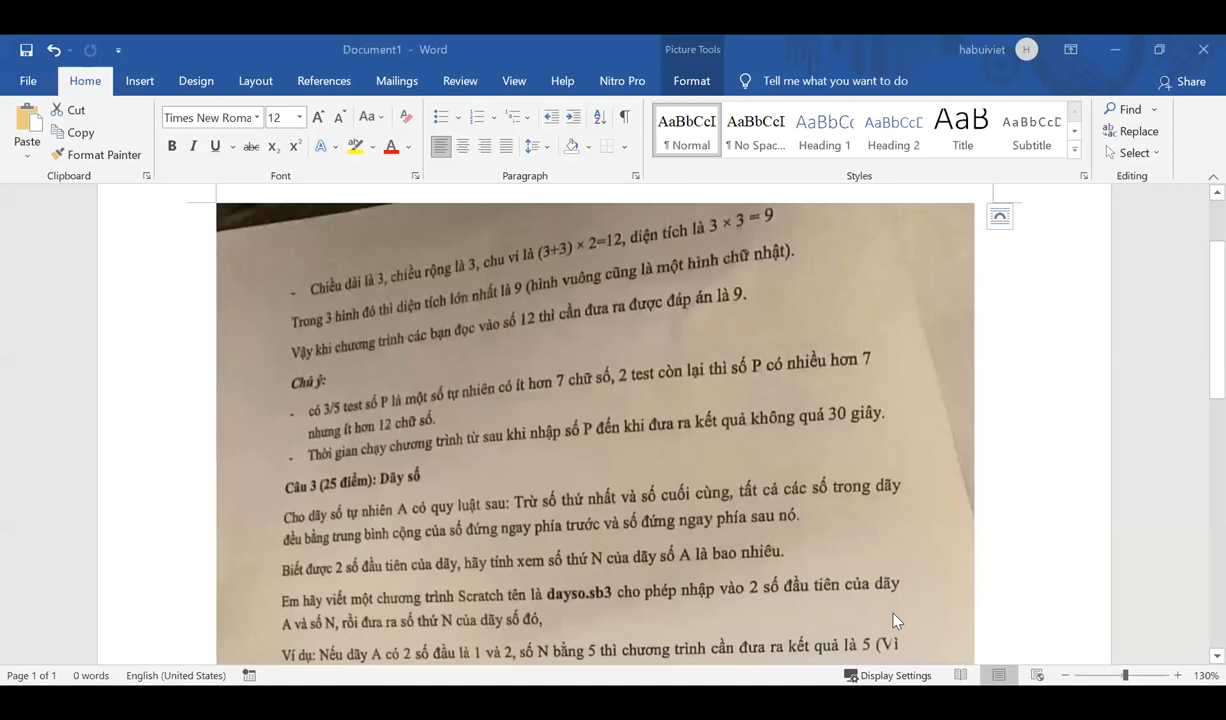 Document1 - Word
Picture Tools
habuiviet
H
File
Home
Insert
Design
Layout
References
Mailings
Review
View
Help
Nitro Pro
Format
Tell me what you want to do
Share
Paste
Cut
Copy
Format Painter
Clipboard
Times New Roma
12
Aa
B I U abc x₂ x²
A
A
Font
Paragraph
AaBbCcI
¶ Normal
AaBbCcI
¶ No Spac...
AaBbC
Heading 1
AaBbCcC
Heading 2
AaB
Title
AaBbCcC
Subtitle
Styles
Find
Replace
Select
Editing
- Chiều dài là 3, chiều rộng là 3, chu vi là (3+3) × 2=12, diện tích là 3 × 3 = 9
Trong 3 hình đó thì diện tích lớn nhất là 9 (hình vuông cũng là một hình chữ nhật).
Vậy khi chương trình các bạn đọc vào số 12 thì cần đưa ra được đáp án là 9.
Chú ý:
- có 3/5 test số P là một số tự nhiên có ít hơn 7 chữ số, 2 test còn lại thì số P có nhiều hơn 7
nhưng ít hơn 12 chữ số.
- Thời gian chạy chương trình từ sau khi nhập số P đến khi đưa ra kết quả không quá 30 giây.
Câu 3 (25 điểm): Dãy số
Cho dãy số tự nhiên A có quy luật sau: Trừ số thứ nhất và số cuối cùng, tất cả các số trong dãy
đều bằng trung bình cộng của số đứng ngay phía trước và số đứng ngay phía sau nó.
Biết được 2 số đầu tiên của dãy, hãy tính xem số thứ N của dãy số A là bao nhiêu.
Em hãy viết một chương trình Scratch tên là dayso.sb3 cho phép nhập vào 2 số đầu tiên của dãy
A và số N, rồi đưa ra số thứ N của dãy số đó,
Ví dụ: Nếu dãy A có 2 số đầu là 1 và 2, số N bằng 5 thì chương trình cần đưa ra kết quả là 5 (Vì
Page 1 of 1
0 words
English (United States)
Display Settings
130%